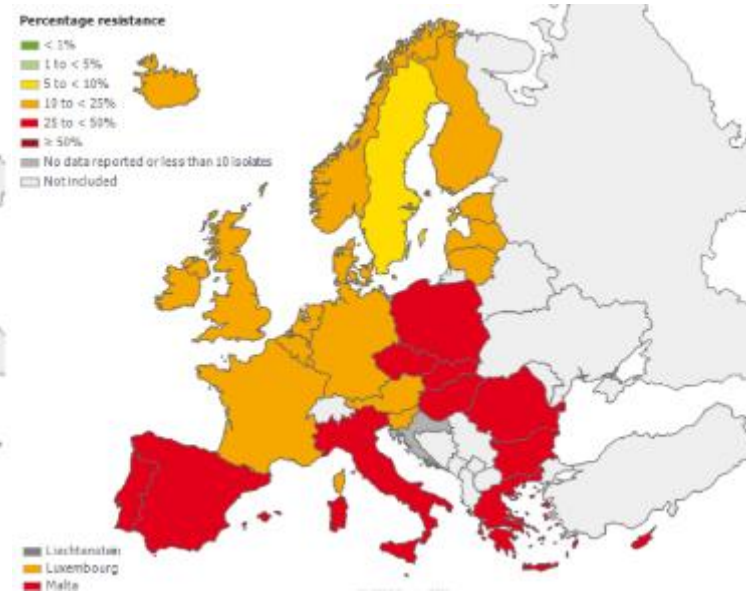 Percentage resistance
< 1%
1 to < 5%
5 to < 10%
10 to < 25%
25 to < 50%
≥ 50%
No data reported or less than 10 isolates
Not included
Liechtenstein
Luxembourg
Malta